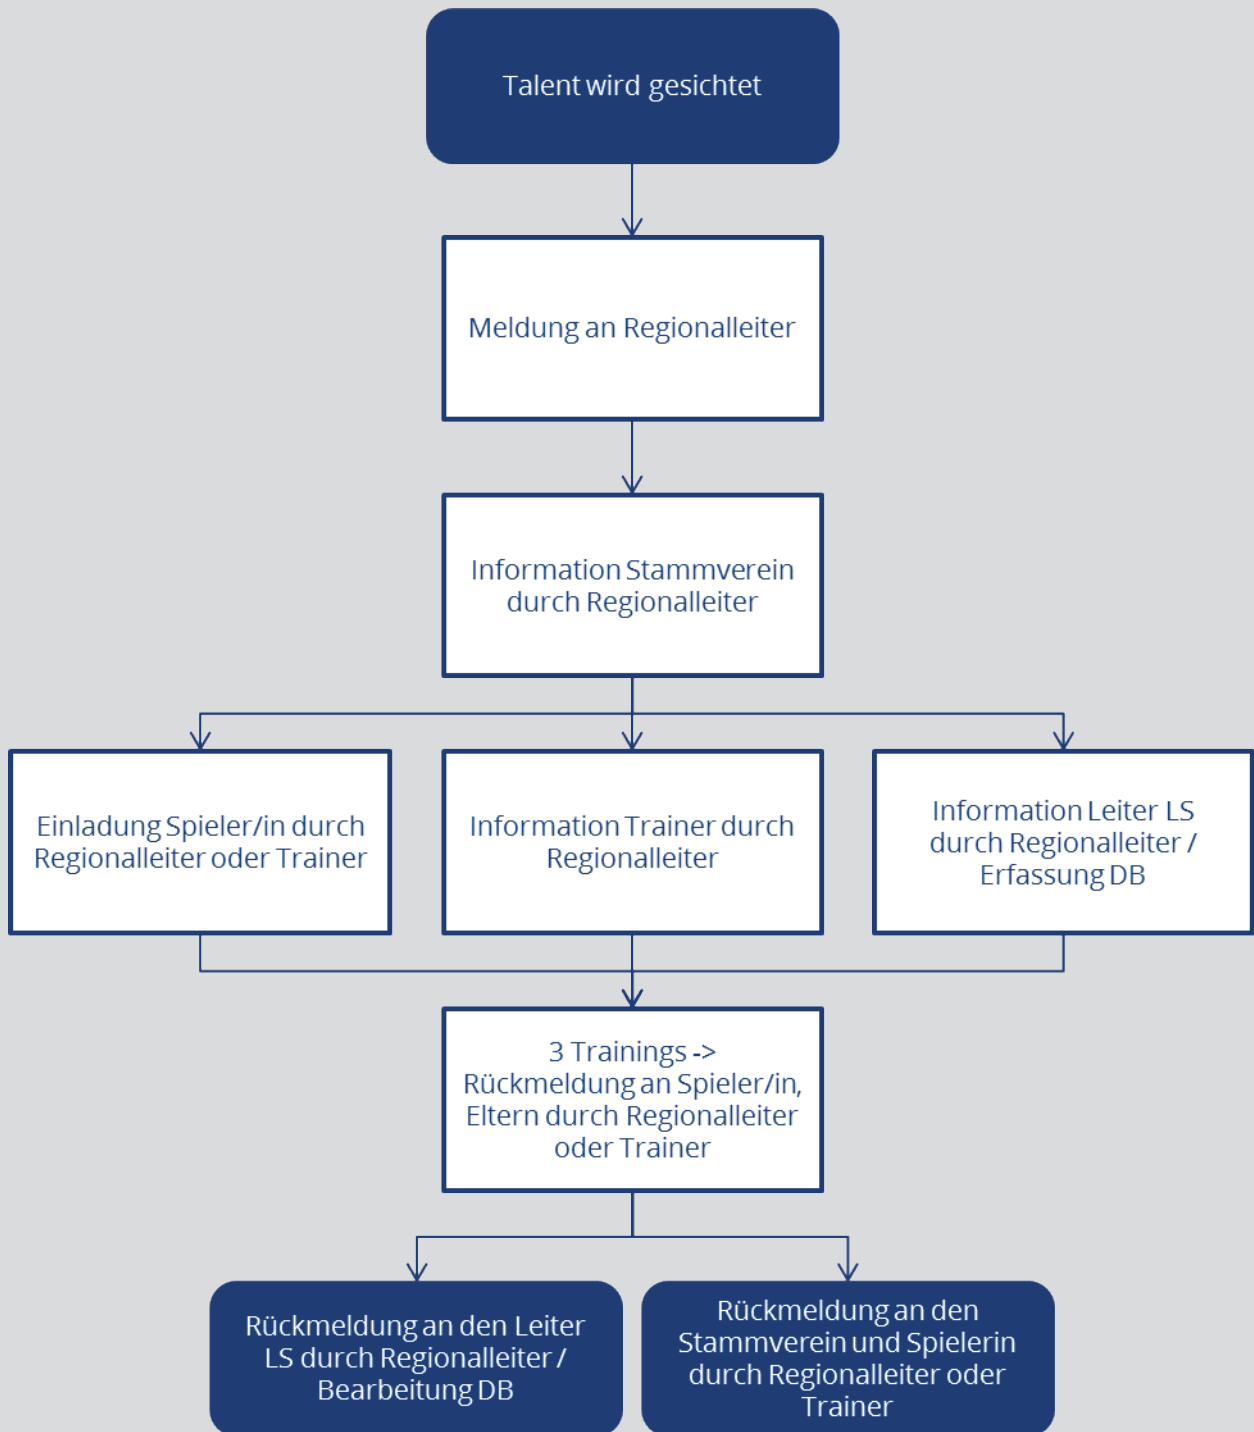 Talent wird gesichtet
Meldung an Regionalleiter
Information Stammverein
durch Regionalleiter
Einladung Spieler/in durch
Regionalleiter oder Trainer
Information Trainer durch
Regionalleiter
Information Leiter LS
durch Regionalleiter /
Erfassung DB
3 Trainings ->
Rückmeldung an Spieler/in,
Eltern durch Regionalleiter
oder Trainer
Rückmeldung an den Leiter
LS durch Regionalleiter /
Bearbeitung DB
Rückmeldung an den
Stammverein und Spielerin
durch Regionalleiter oder
Trainer